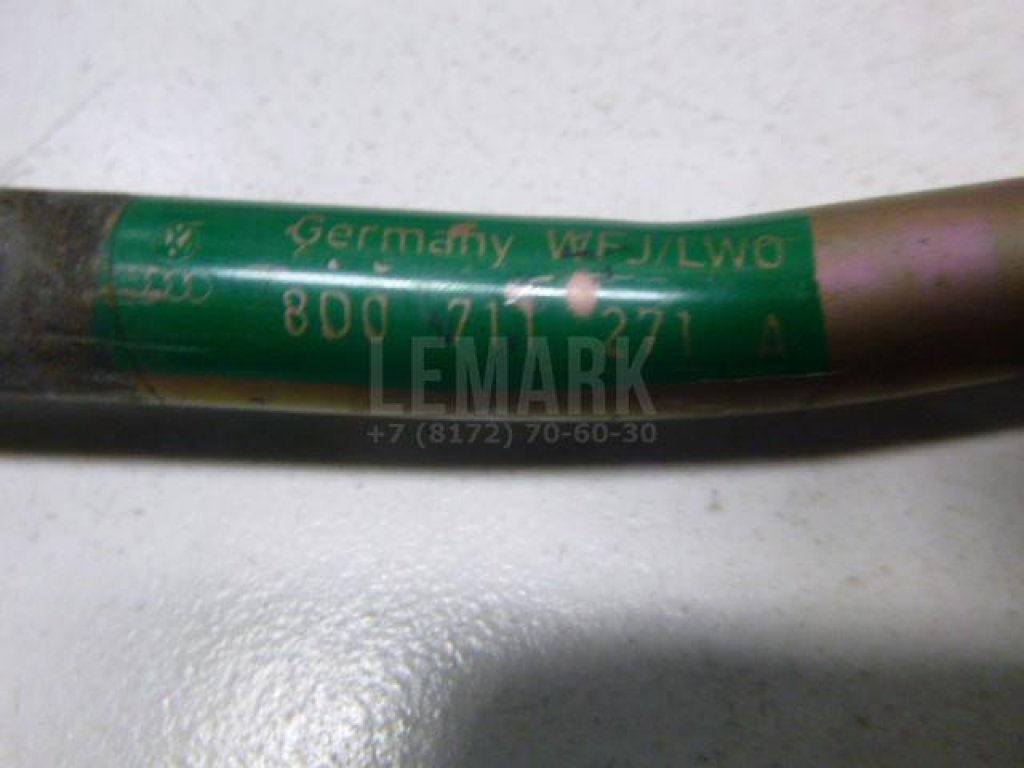 Germany WFJ/LWO
8D0 711 271 A
LEMARK
+7 (8172) 70-60-30